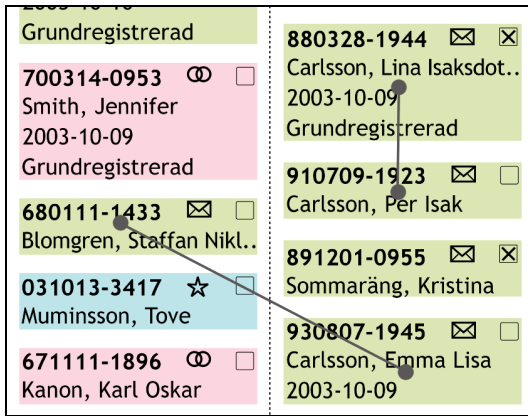 Grundregistrerad
700314-0953
Smith, Jennifer
2003-10-09
Grundregistrerad
680111-1433
Blomgren, Staffan Nikl..
031013-3417
Muminsson, Tove
671111-1896
Kanon, Karl Oskar
880328-1944
Carlsson, Lina Isaksdot..
2003-10-09
Grundregistrerad
910709-1923
Carlsson, Per Isak
891201-0955
Sommaräng, Kristina
930807-1945
Carlsson, Emma Lisa
2003-10-09